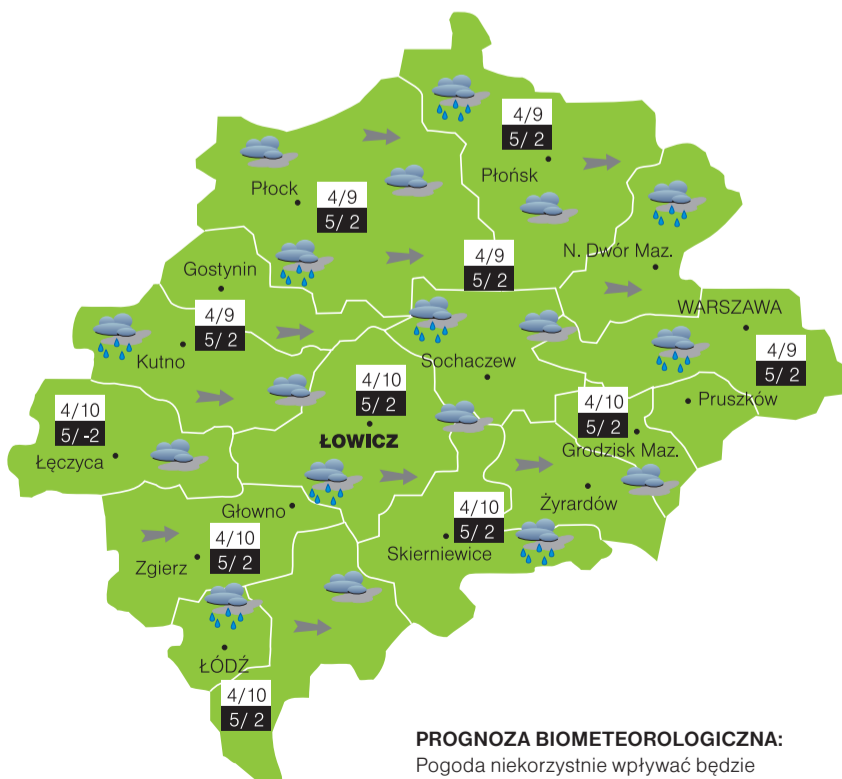 4/9
5/ 2
Płońsk
Płock
4/9
5/ 2
N. Dwór Maz.
4/9
5/ 2
Gostynin
WARSZAWA
4/9
5/ 2
Kutno
4/9
5/ 2
Sochaczew
4/10
5/ 2
ŁOWICZ
Pruszków
4/10
5/ 2
Grodzisk Maz.
4/10
5/ -2
Łęczyca
Żyrardów
Głowno
4/10
5/ 2
Skierniewice
4/10
5/ 2
Zgierz
ŁÓDŹ
4/10
5/ 2
PROGNOZA BIOMETEOROLOGICZNA:
Pogoda niekorzystnie wpływać będzie